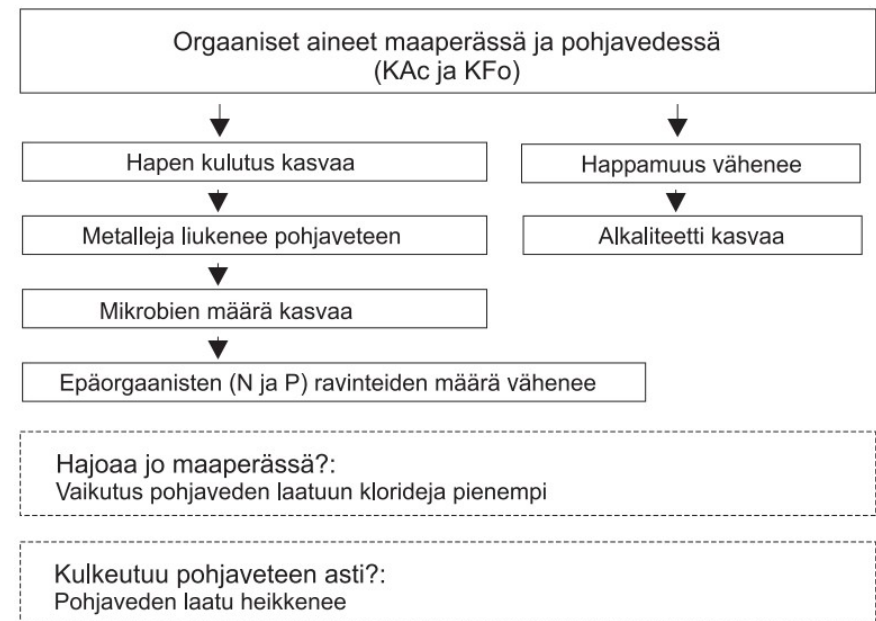 Orgaaniset aineet maaperässä ja pohjavedessä
(KAc ja KFo)
Hapen kulutus kasvaa
Happamuus vähenee
Metalleja liukenee pohjaveteen
Alkaliteetti kasvaa
Mikrobien määrä kasvaa
Epäorgaanisten (N ja P) ravinteiden määrä vähenee
Hajoaa jo maaperässä?:
Vaikutus pohjaveden laatuun klorideja pienempi
Kulkeutuu pohjaveteen asti?:
Pohjaveden laatu heikkenee